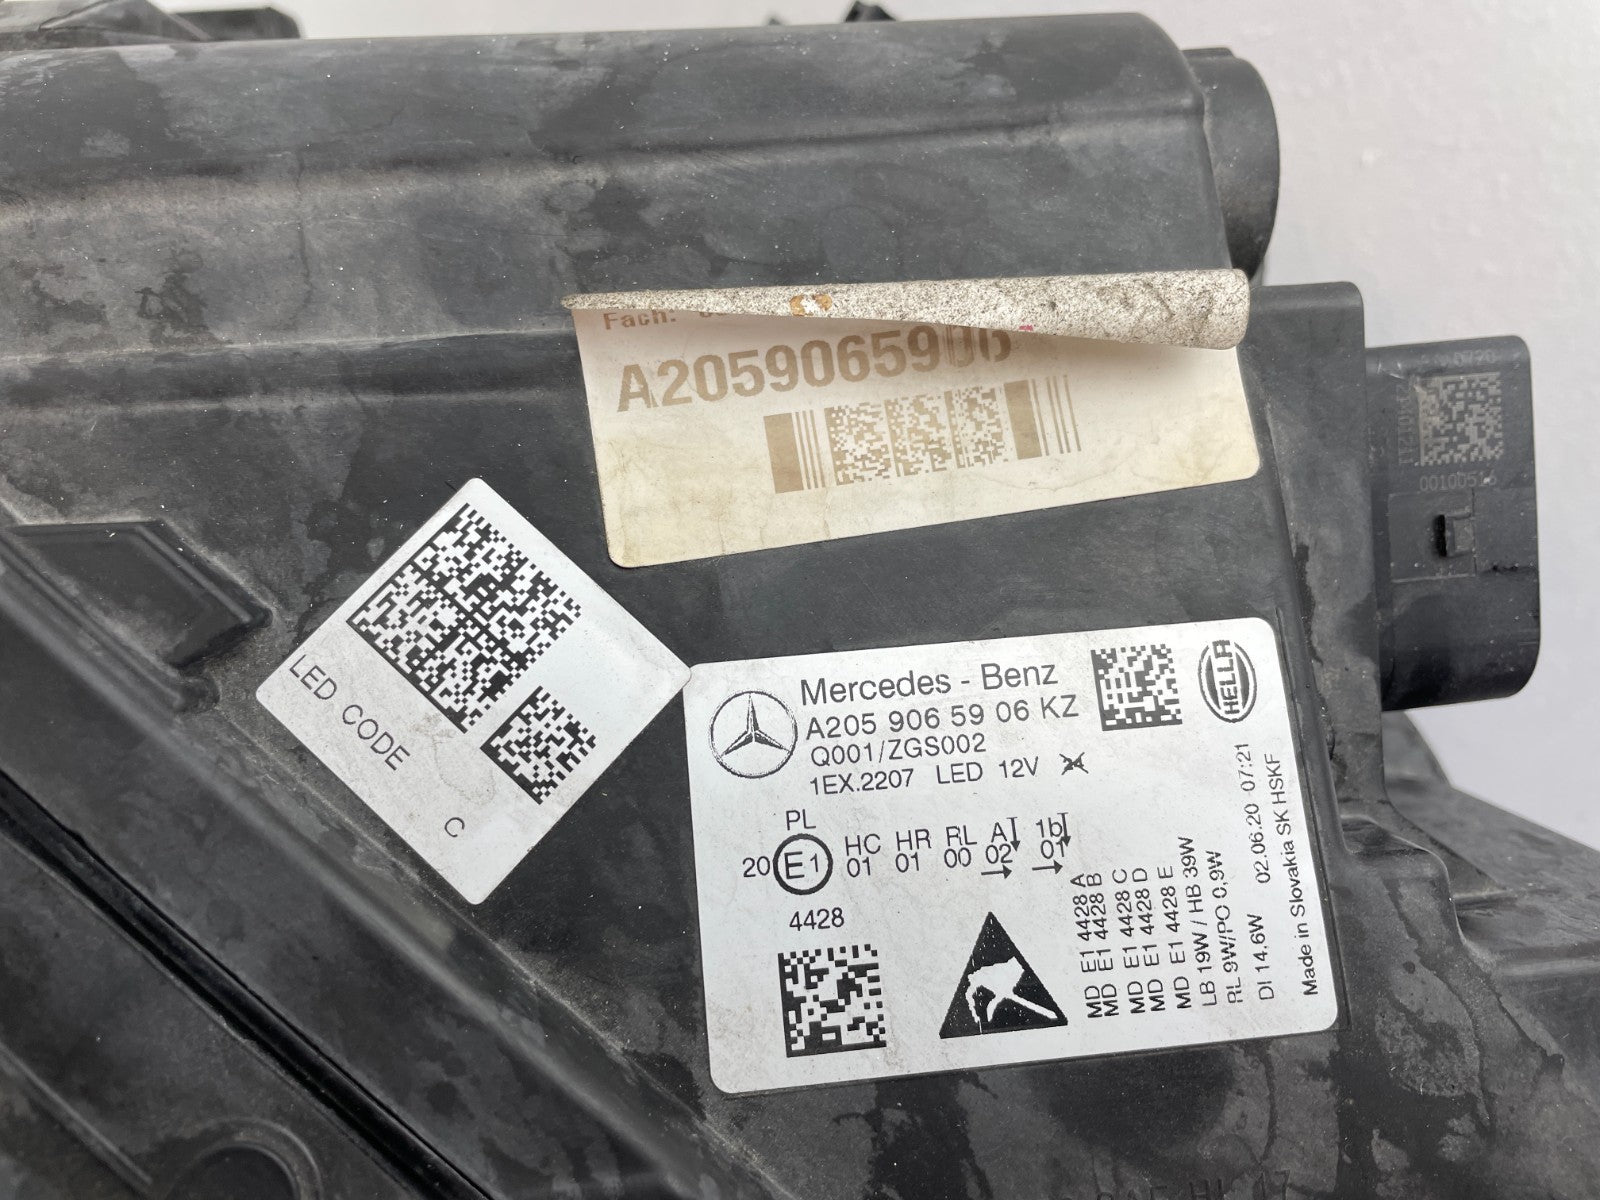 Fach:
A2059065906
00100516
LED CODE
C
Mercedes - Benz
A205 906 59 06 KZ
Q001/ZGS002
1EX.2207 LED 12V
HELLA
PL
20 E1
4428
HC HR RL A 1b
01 01 00 02 01
MD E1 4428 A
MD E1 4428 B
MD E1 4428 C
MD E1 4428 D
MD E1 4428 E
LB 19W / HB 39W
RL 9W/PO 0,9W
DI 14,6W 02.06.20 07:21
Made in Slovakia SK HSKF